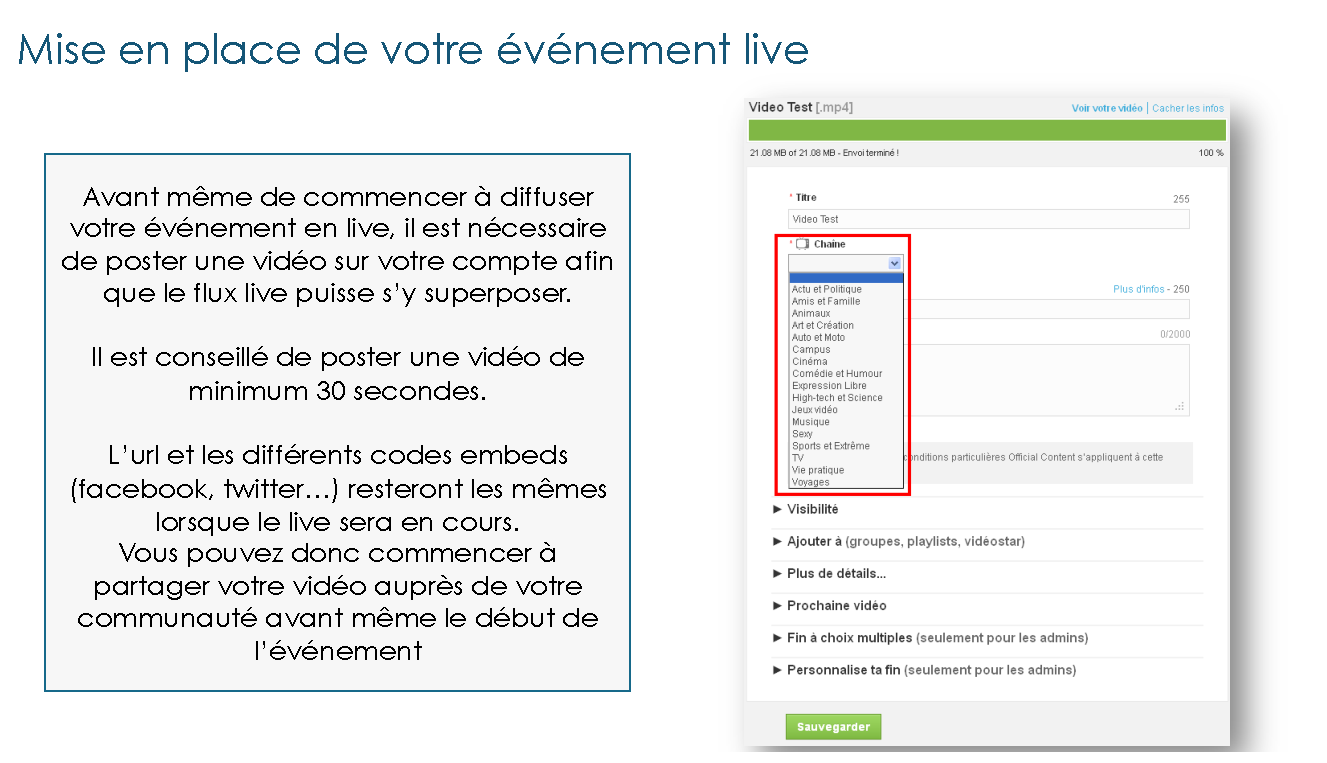 Mise en place de votre événement live
Avant même de commencer à diffuser
votre événement en live, il est nécessaire
de poster une vidéo sur votre compte afin
que le flux live puisse s’y superposer.
Il est conseillé de poster une vidéo de
minimum 30 secondes.
L’url et les différents codes embeds
(facebook, twitter…) resteront les mêmes
lorsque le live sera en cours.
Vous pouvez donc commencer à
partager votre vidéo auprès de votre
communauté avant même le début de
l’événement
Video Test [.mp4] Voir votre vidéo | Cacher les infos
21.08 MB of 21.08 MB - Envoi terminé ! 100 %
* Titre 255
Video Test
* Chaîne
Plus d'infos - 250
Actu et Politique
Amis et Famille
Animaux
Art et Création
Auto et Moto
0/2000
Campus
Cinéma
Comédie et Humour
Expression Libre
High-tech et Science
Jeux vidéo
Musique
Sexy
Sports et Extrême
TV
conditions particulières Official Content s'appliquent à cette
Vie pratique
Voyages
► Visibilité
► Ajouter à (groupes, playlists, vidéostar)
► Plus de détails...
► Prochaine vidéo
► Fin à choix multiples (seulement pour les admins)
► Personnalise ta fin (seulement pour les admins)
Sauvegarder